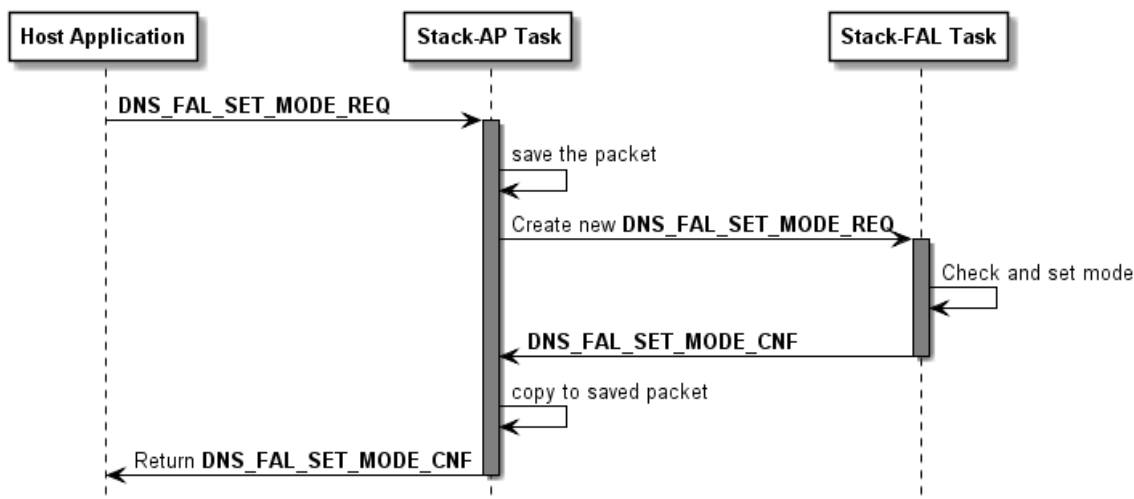 Host Application
Stack-AP Task
Stack-FAL Task
DNS_FAL_SET_MODE_REQ
save the packet
Create new DNS_FAL_SET_MODE_REQ
Check and set mode
DNS_FAL_SET_MODE_CNF
copy to saved packet
Return DNS_FAL_SET_MODE_CNF